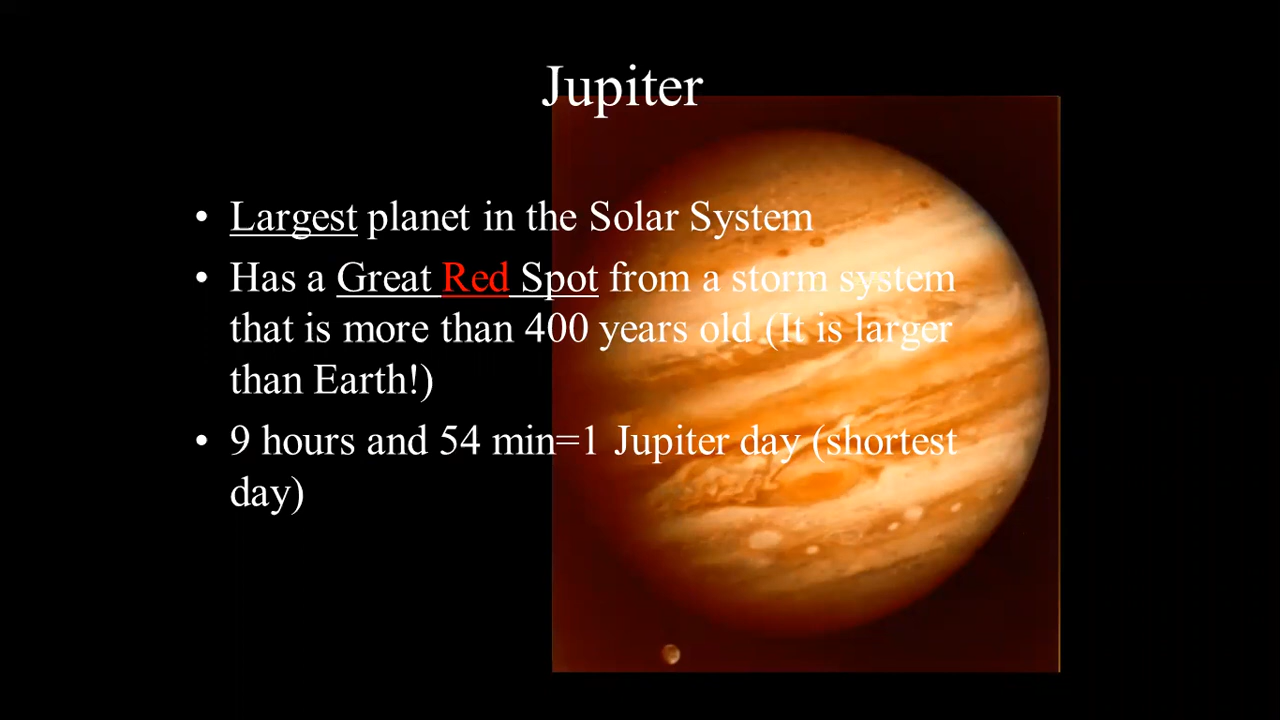 Jupiter
• Largest planet in the Solar System
• Has a Great Red Spot from a storm system
that is more than 400 years old (It is larger
than Earth!)
• 9 hours and 54 min=1 Jupiter day (shortest
day)